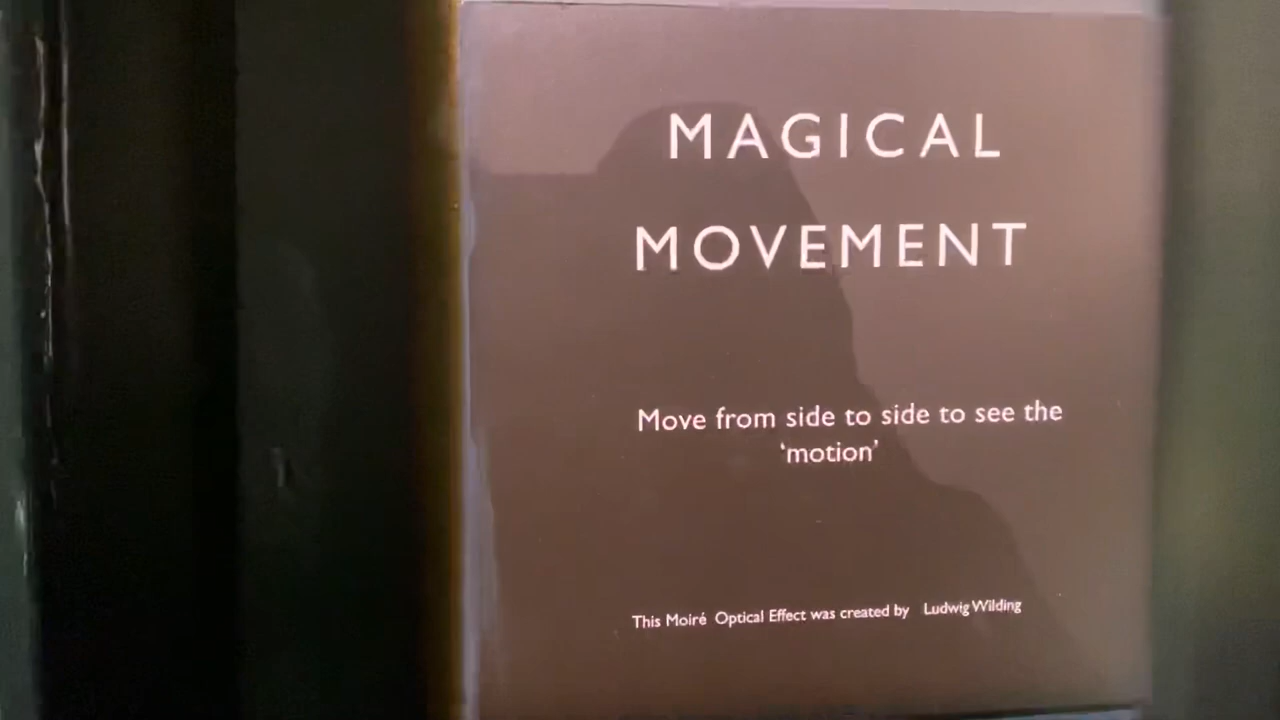 MAGICAL
MOVEMENT
Move from side to side to see the
‘motion’
This Moiré Optical Effect was created by Ludwig Wilding